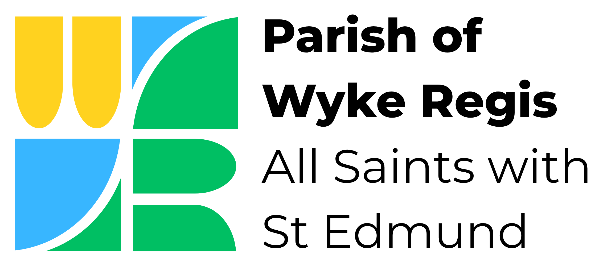 Parish of
Wyke Regis
All Saints with
St Edmund